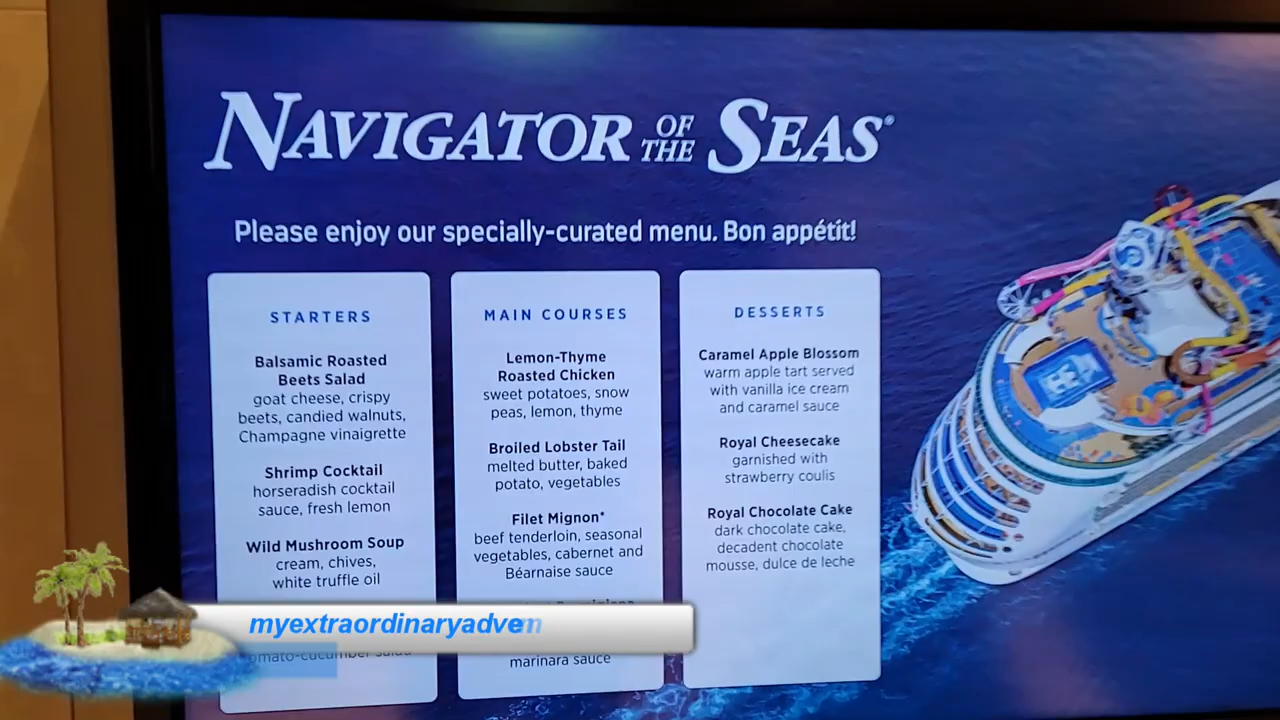 NAVIGATOR OF THE SEAS®
Please enjoy our specially-curated menu. Bon appétit!
STARTERS
Balsamic Roasted
Beets Salad
goat cheese, crispy
beets, candied walnuts,
Champagne vinaigrette
Shrimp Cocktail
horseradish cocktail
sauce, fresh lemon
Wild Mushroom Soup
cream, chives,
white truffle oil
MAIN COURSES
Lemon-Thyme
Roasted Chicken
sweet potatoes, snow
peas, lemon, thyme
Broiled Lobster Tail
melted butter, baked
potato, vegetables
Filet Mignon*
beef tenderloin, seasonal
vegetables, cabernet and
Béarnaise sauce
marinara sauce
DESSERTS
Caramel Apple Blossom
warm apple tart served
with vanilla ice cream
and caramel sauce
Royal Cheesecake
garnished with
strawberry coulis
Royal Chocolate Cake
dark chocolate cake,
decadent chocolate
mousse, dulce de leche
myextraordinaryadven